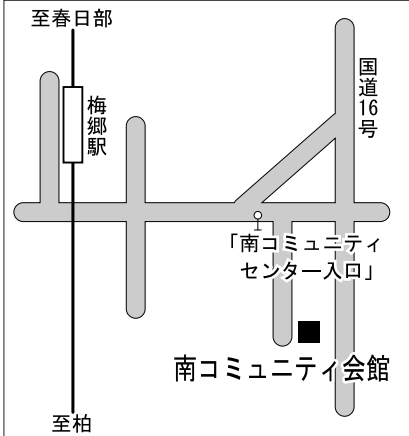 至春日部
梅郷駅
国道16号
「南コミュニティ
センター入口」
南コミュニティ会館
至柏